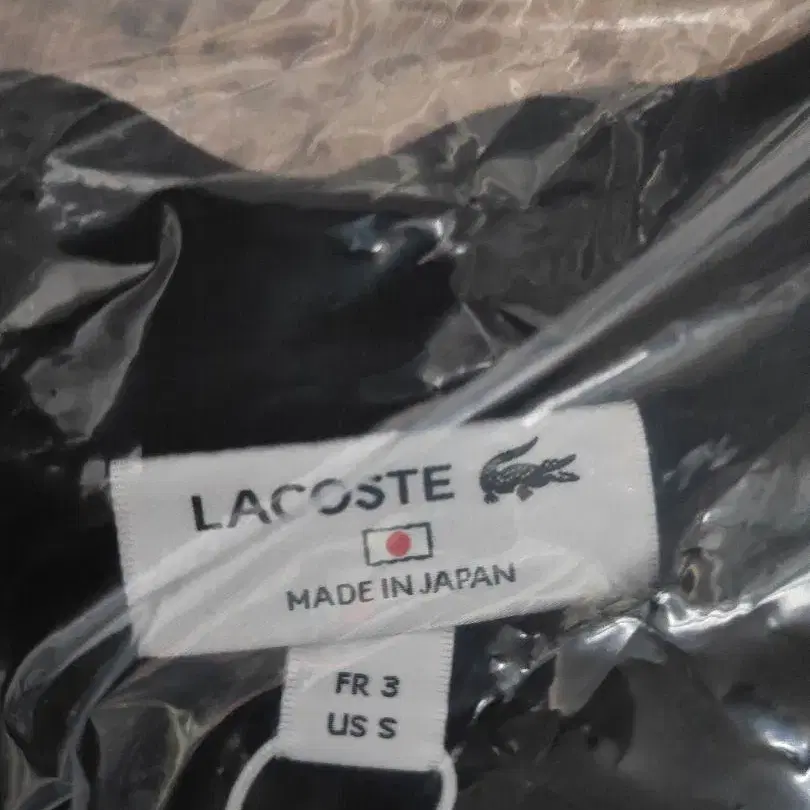 LACOSTE
MADE IN JAPAN
FR 3
US S